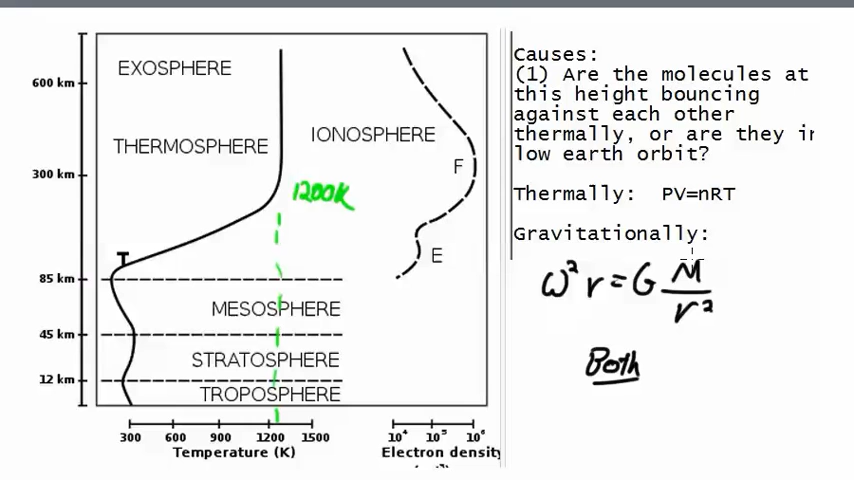 EXOSPHERE
600 km
THERMOSPHERE
IONOSPHERE
F
300 km
1200K
T
E
85 km
MESOSPHERE
45 km
STRATOSPHERE
12 km
TROPOSPHERE
300 600 900 1200 1500
10⁴ 10⁵ 10⁶
Temperature (K)
Electron density
Causes:
(1) Are the molecules at
this height bouncing
against each other
thermally, or are they in
low earth orbit?
Thermally: PV=nRT
Gravitationally:
ω²r = G M/r²
Both